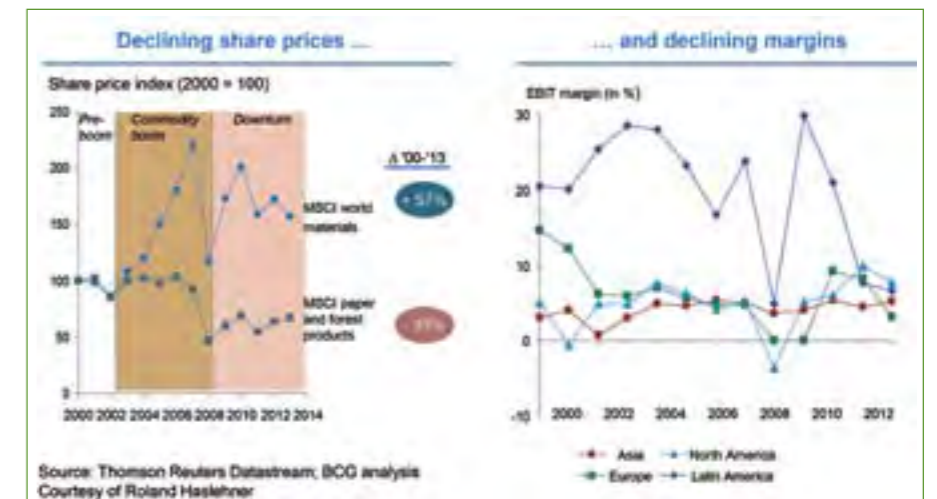 Declining share prices ...
... and declining margins
Share price index (2000 = 100)
250
Pre-
boom
Commodity
boom
Downturn
200
150
100
50
0
2000 2002 2004 2006 2008 2010 2012 2014
Δ '00-'13
+ 57%
MSCI world
materials
MSCI paper
and forest
products
EBIT margin (in %)
30
20
10
0
-10
2000 2002 2004 2006 2008 2010 2012
Asia
North America
Europe
Latin America
Source: Thomson Reuters Datastream; BCG analysis
Courtesy of Roland Haslehner